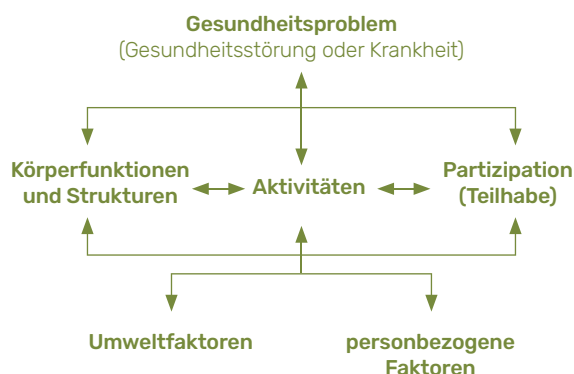 Gesundheitsproblem
(Gesundheitsstörung oder Krankheit)
Körperfunktionen
und Strukturen
Aktivitäten
Partizipation
(Teilhabe)
Umweltfaktoren
personbezogene
Faktoren